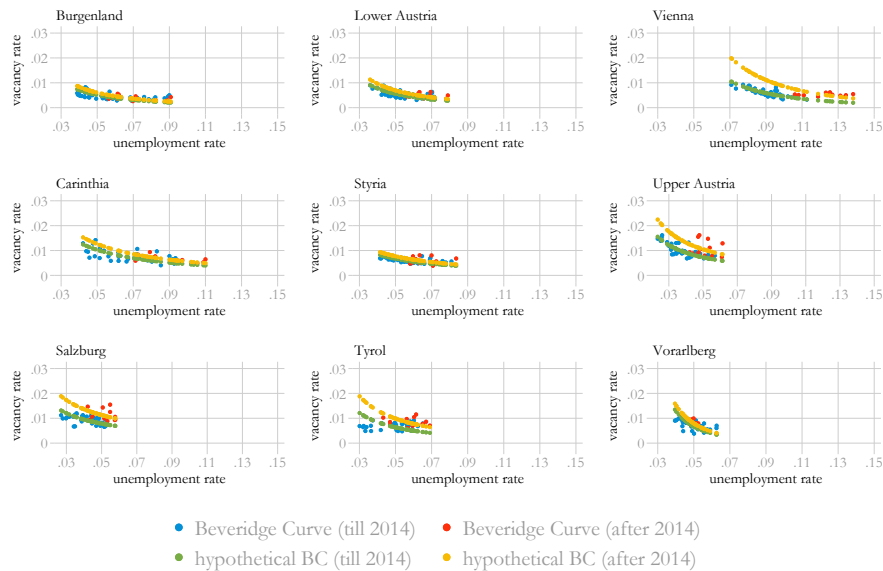 Burgenland
Lower Austria
Vienna
vacancy rate
.03
.02
.01
0
.03 .05 .07 .09 .11 .13 .15
unemployment rate
vacancy rate
.03
.02
.01
0
.03 .05 .07 .09 .11 .13 .15
unemployment rate
vacancy rate
.03
.02
.01
0
.03 .05 .07 .09 .11 .13 .15
unemployment rate
Carinthia
Styria
Upper Austria
vacancy rate
.03
.02
.01
0
.03 .05 .07 .09 .11 .13 .15
unemployment rate
vacancy rate
.03
.02
.01
0
.03 .05 .07 .09 .11 .13 .15
unemployment rate
vacancy rate
.03
.02
.01
0
.03 .05 .07 .09 .11 .13 .15
unemployment rate
Salzburg
Tyrol
Vorarlberg
vacancy rate
.03
.02
.01
0
.03 .05 .07 .09 .11 .13 .15
unemployment rate
vacancy rate
.03
.02
.01
0
.03 .05 .07 .09 .11 .13 .15
unemployment rate
vacancy rate
.03
.02
.01
0
.03 .05 .07 .09 .11 .13 .15
unemployment rate
Beveridge Curve (till 2014) Beveridge Curve (after 2014)
hypothetical BC (till 2014) hypothetical BC (after 2014)